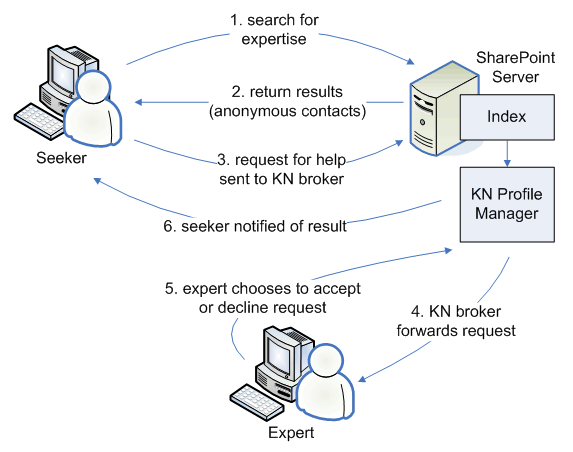 1. search for
expertise
SharePoint
Server
2. return results
(anonymous contacts)
Index
Seeker
3. request for help
sent to KN broker
KN Profile
Manager
6. seeker notified of result
5. expert chooses to accept
or decline request
4. KN broker
forwards request
Expert